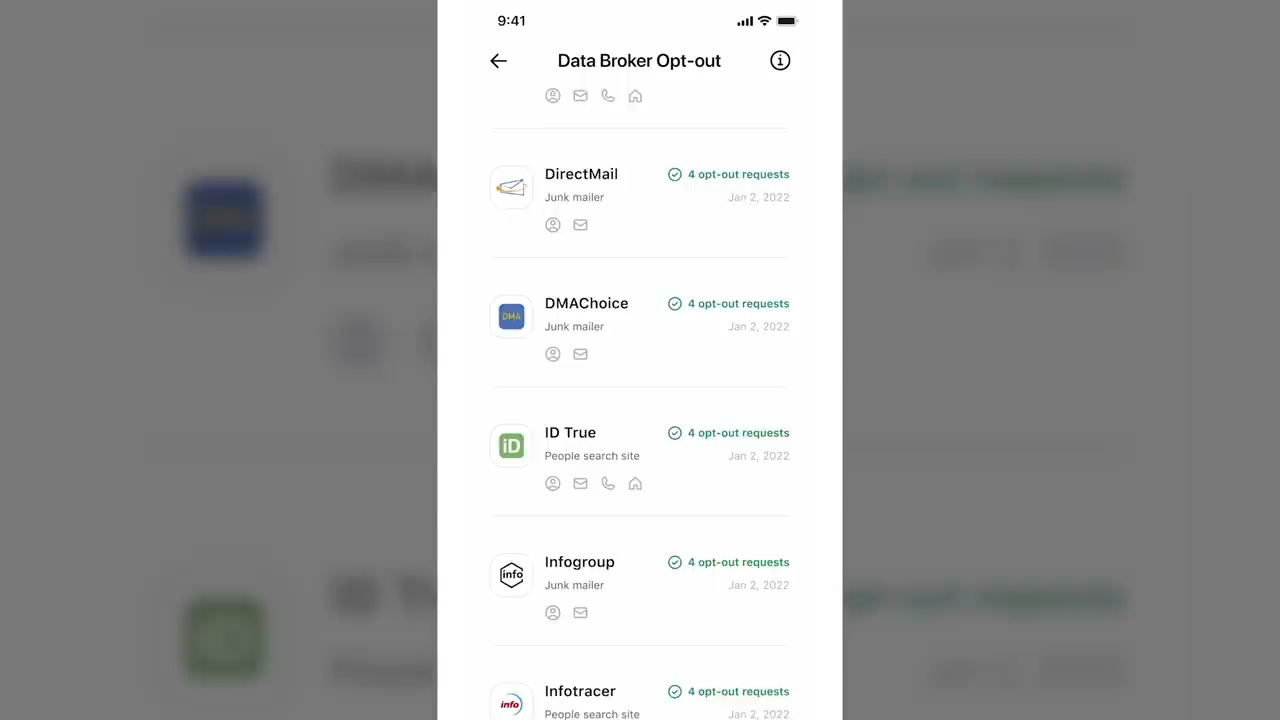 9:41
Data Broker Opt-out
DirectMail 4 opt-out requests
Junk mailer Jan 2, 2022
DMA
DMAChoice 4 opt-out requests
Junk mailer Jan 2, 2022
iD
ID True 4 opt-out requests
People search site Jan 2, 2022
info
Infogroup 4 opt-out requests
Junk mailer Jan 2, 2022
info
Infotracer 4 opt-out requests
People search site Jan 2, 2022